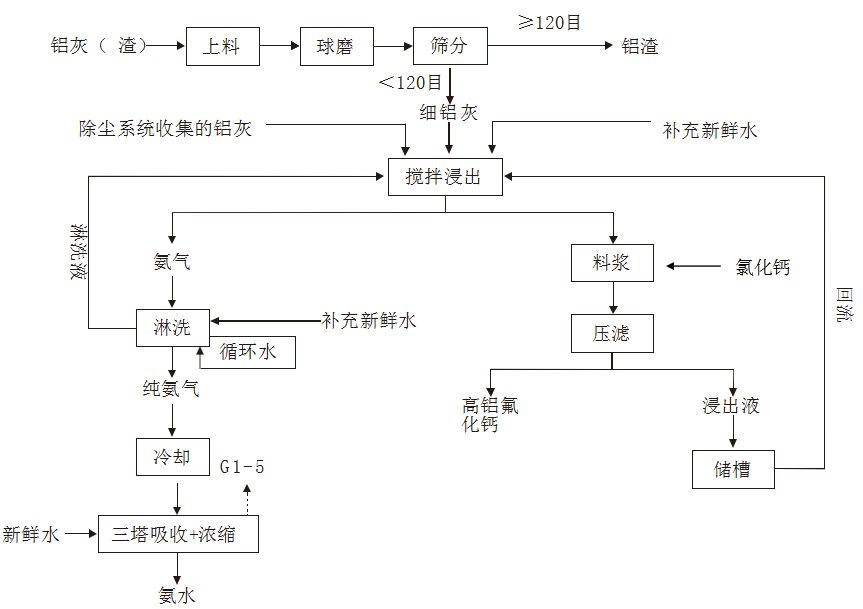 ≥120目
铝灰（ 渣）
上料
球磨
筛分
铝渣
＜120目
细铝灰
除尘系统收集的铝灰
补充新鲜水
搅拌浸出
淋洗液
氨气
料浆
氯化钙
回流
淋洗
补充新鲜水
压滤
循环水
纯氨气
高铝氟
化钙
浸出液
冷却
G1-5
储槽
新鲜水
三塔吸收+浓缩
氨水